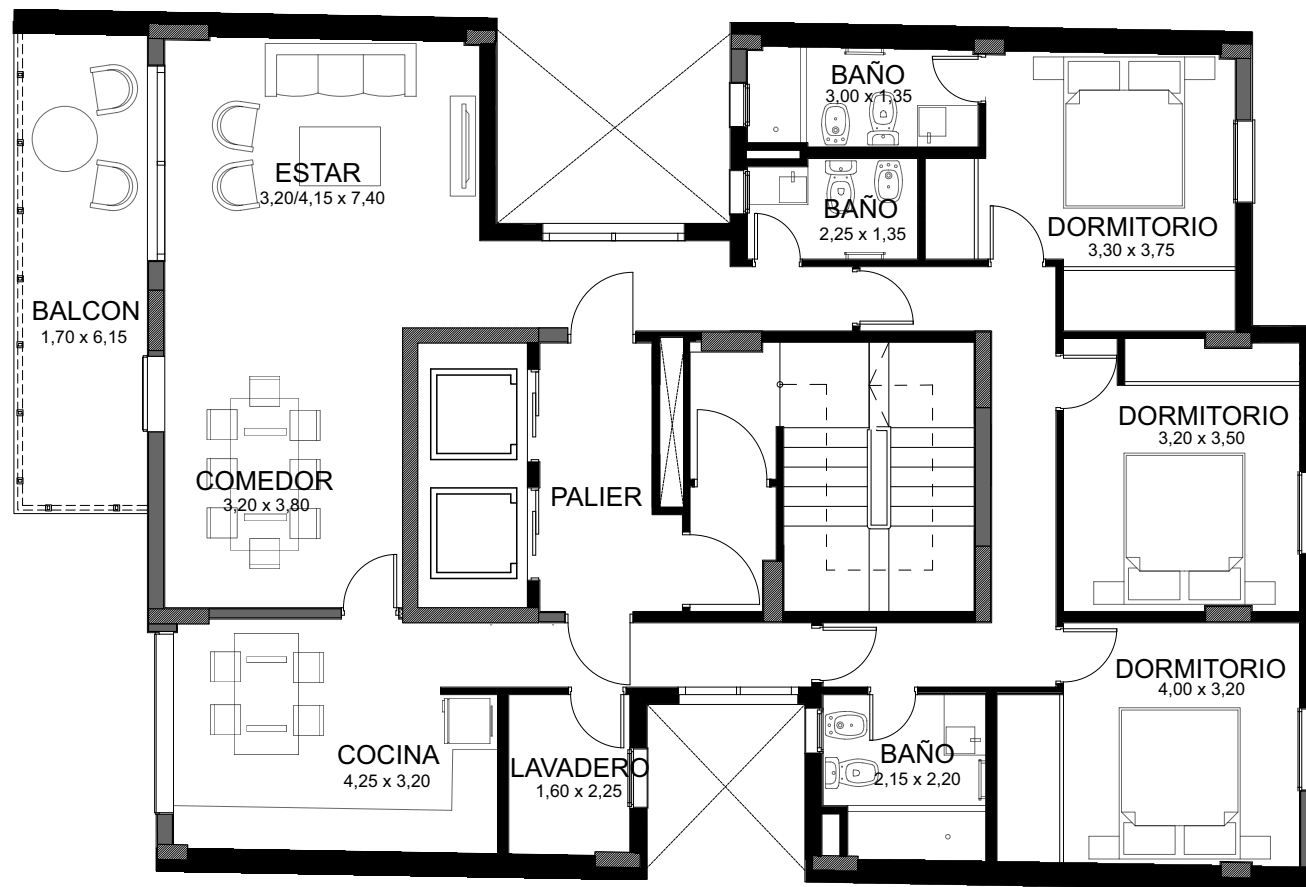 BAÑO
3,00 x 1,35
ESTAR
3,20/4,15 x 7,40
BAÑO
2,25 x 1,35
DORMITORIO
3,30 x 3,75
BALCON
1,70 x 6,15
DORMITORIO
3,20 x 3,50
COMEDOR
3,20 x 3,80
PALIER
DORMITORIO
4,00 x 3,20
COCINA
4,25 x 3,20
LAVADERO
1,60 x 2,25
BAÑO
2,15 x 2,20